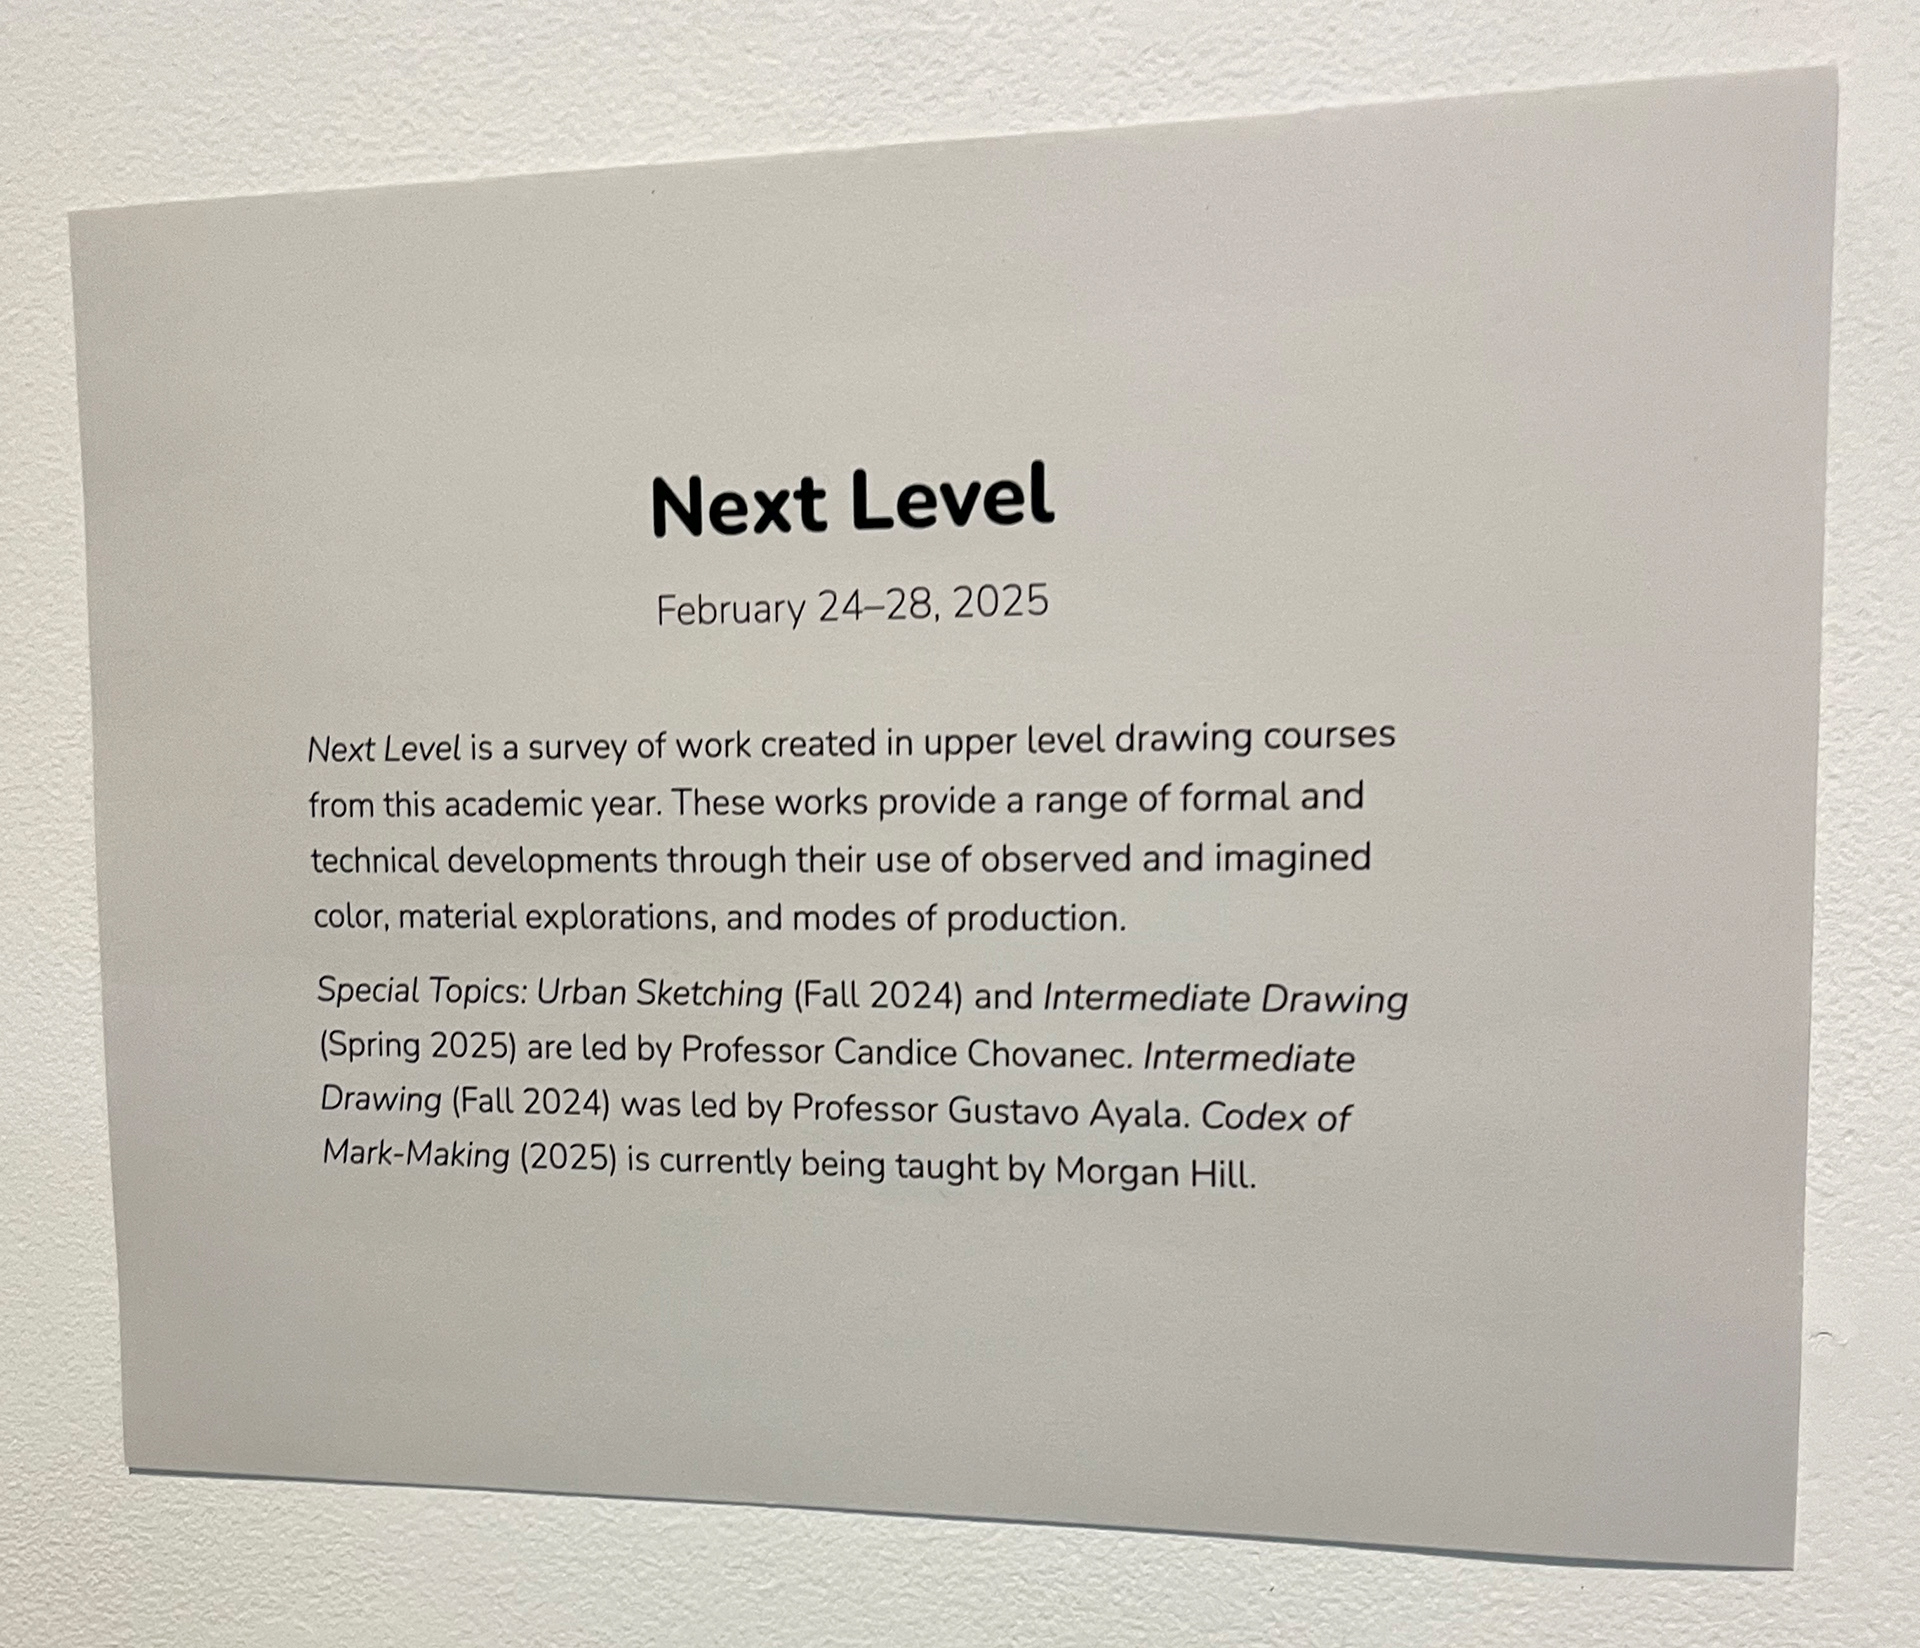 Next Level
February 24–28, 2025
Next Level is a survey of work created in upper level drawing courses
from this academic year. These works provide a range of formal and
technical developments through their use of observed and imagined
color, material explorations, and modes of production.
Special Topics: Urban Sketching (Fall 2024) and Intermediate Drawing
(Spring 2025) are led by Professor Candice Chovanec. Intermediate
Drawing (Fall 2024) was led by Professor Gustavo Ayala. Codex of
Mark-Making (2025) is currently being taught by Morgan Hill.